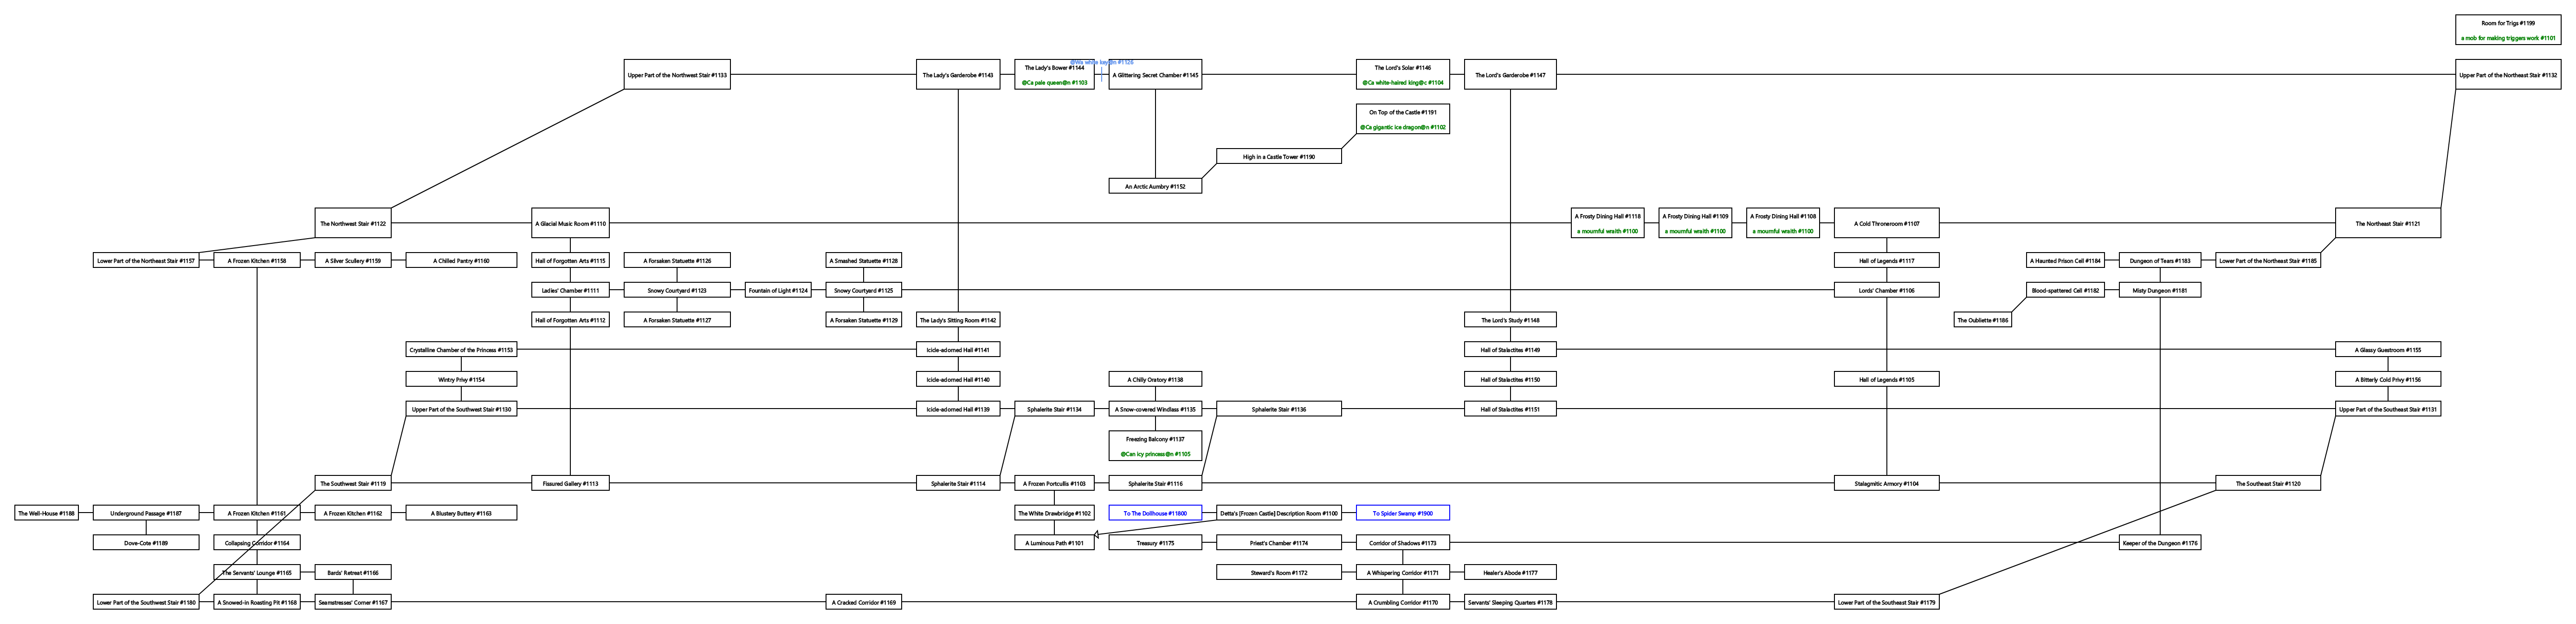 Room for Trigs #1199
a mob for making triggers work #1101
Upper Part of the Northwest Stair #1133
The Lady's Garderobe #1143
The Lady's Bower #1144
@Ca pale queen@n #1103
@Wa white key@n #1126
A Glittering Secret Chamber #1145
The Lord's Solar #1146
@Ca white-haired king@c #1104
The Lord's Garderobe #1147
Upper Part of the Northeast Stair #1132
On Top of the Castle #1191
@Ca gigantic ice dragon@n #1102
High in a Castle Tower #1190
An Arctic Aumbry #1152
The Northwest Stair #1122
A Glacial Music Room #1110
A Frosty Dining Hall #1118
a mournful wraith #1100
A Frosty Dining Hall #1109
a mournful wraith #1100
A Frosty Dining Hall #1108
a mournful wraith #1100
A Cold Throneroom #1107
The Northeast Stair #1121
Lower Part of the Northeast Stair #1157
A Frozen Kitchen #1158
A Silver Scullery #1159
A Chilled Pantry #1160
Hall of Forgotten Arts #1115
A Forsaken Statuette #1126
A Smashed Statuette #1128
Hall of Legends #1117
A Haunted Prison Cell #1184
Dungeon of Tears #1183
Lower Part of the Northeast Stair #1185
Ladies' Chamber #1111
Snowy Courtyard #1123
Fountain of Light #1124
Snowy Courtyard #1125
Lords' Chamber #1106
Blood-spattered Cell #1182
Misty Dungeon #1181
Hall of Forgotten Arts #1112
A Forsaken Statuette #1127
A Forsaken Statuette #1129
The Lady's Sitting Room #1142
The Lord's Study #1148
The Oubliette #1186
Crystalline Chamber of the Princess #1153
Icicle-adorned Hall #1141
Hall of Stalactites #1149
A Glassy Guestroom #1155
Wintry Privy #1154
Icicle-adorned Hall #1140
A Chilly Oratory #1138
Hall of Stalactites #1150
Hall of Legends #1105
A Bitterly Cold Privy #1156
Upper Part of the Southwest Stair #1130
Icicle-adorned Hall #1139
Sphalerite Stair #1134
A Snow-covered Windlass #1135
Sphalerite Stair #1136
Hall of Stalactites #1151
Upper Part of the Southeast Stair #1131
Freezing Balcony #1137
@Can icy princess@n #1105
The Southwest Stair #1119
Fissured Gallery #1113
Sphalerite Stair #1114
A Frozen Portcullis #1103
Sphalerite Stair #1116
Stalagmitic Armory #1104
The Southeast Stair #1120
The Well-House #1188
Underground Passage #1187
A Frozen Kitchen #1161
A Frozen Kitchen #1162
A Blustery Buttery #1163
The White Drawbridge #1102
To The Dollhouse #11800
Detta's [Frozen Castle] Description Room #1100
To Spider Swamp #1900
Dove-Cote #1189
Collapsing Corridor #1164
A Luminous Path #1101
Treasury #1175
Priest's Chamber #1174
Corridor of Shadows #1173
Keeper of the Dungeon #1176
The Servants' Lounge #1165
Bards' Retreat #1166
Steward's Room #1172
A Whispering Corridor #1171
Healer's Abode #1177
Lower Part of the Southwest Stair #1180
A Snowed-in Roasting Pit #1168
Seamstresses' Corner #1167
A Cracked Corridor #1169
A Crumbling Corridor #1170
Servants' Sleeping Quarters #1178
Lower Part of the Southeast Stair #1179